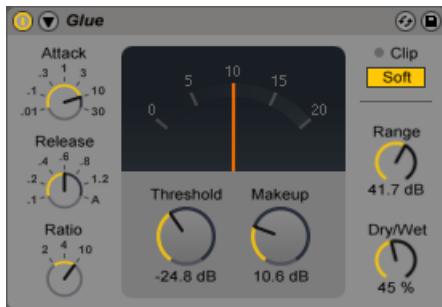 Glue
Attack
.01 .1 .3 1 3 10 30
Release
.1 .2 .4 .6 .8 1.2 A
Ratio
2 4 10
0 5 10 15 20
Threshold
-24.8 dB
Makeup
10.6 dB
Clip
Soft
Range
41.7 dB
Dry/Wet
45 %